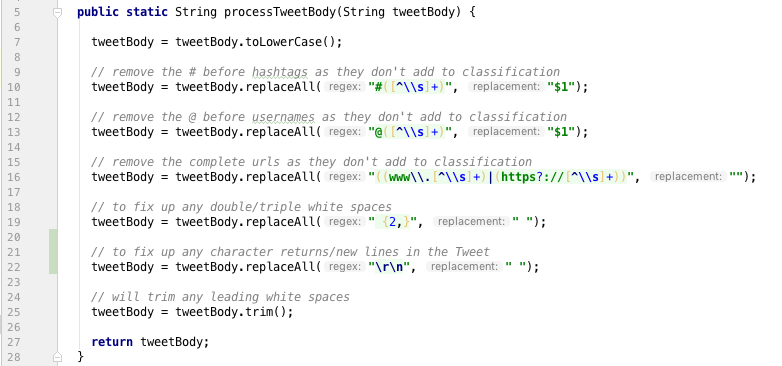 5 public static String processTweetBody(String tweetBody) {
6
7 tweetBody = tweetBody.toLowerCase();
8
9 // remove the # before hashtags as they don't add to classification
10 tweetBody = tweetBody.replaceAll( regex: "#([^\\s]+)", replacement: "$1");
11
12 // remove the @ before usernames as they don't add to classification
13 tweetBody = tweetBody.replaceAll( regex: "@([^\\s]+)", replacement: "$1");
14
15 // remove the complete urls as they don't add to classification
16 tweetBody = tweetBody.replaceAll( regex: "((www\\.[^\\s]+)|(https?://[^\\s]+))", replacement: "");
17
18 // to fix up any double/triple white spaces
19 tweetBody = tweetBody.replaceAll( regex: " {2,}", replacement: " ");
20
21 // to fix up any character returns/new lines in the Tweet
22 tweetBody = tweetBody.replaceAll( regex: "\r\n", replacement: " ");
23
24 // will trim any leading white spaces
25 tweetBody = tweetBody.trim();
26
27 return tweetBody;
28 }